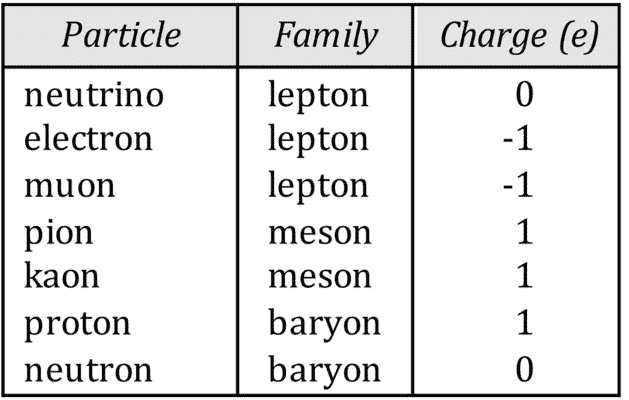 Particle Family Charge (e)
neutrino lepton 0
electron lepton -1
muon lepton -1
pion meson 1
kaon meson 1
proton baryon 1
neutron baryon 0